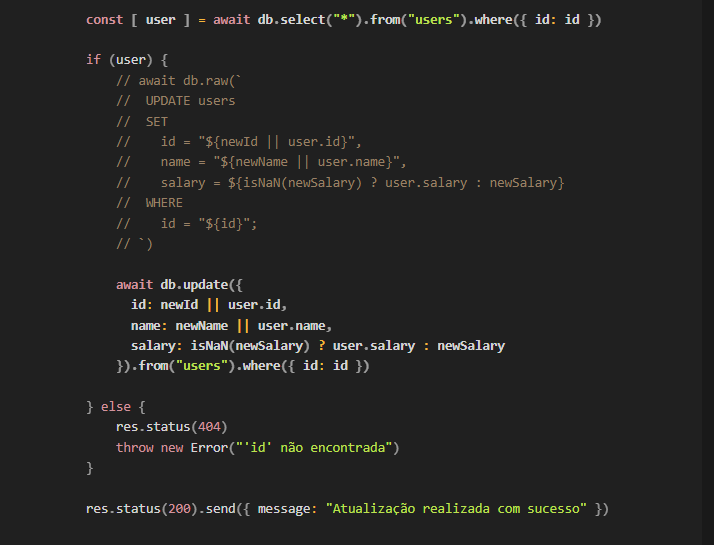 const [ user ] = await db.select("*").from("users").where({ id: id })
if (user) {
// await db.raw(`
//  UPDATE users
//  SET
//    id = "${newId || user.id}",
//    name = "${newName || user.name}",
//    salary = ${isNaN(newSalary) ? user.salary : newSalary}
//  WHERE
//    id = "${id}";
// `)
await db.update({
id: newId || user.id,
name: newName || user.name,
salary: isNaN(newSalary) ? user.salary : newSalary
}).from("users").where({ id: id })
} else {
res.status(404)
throw new Error("'id' não encontrada")
}
res.status(200).send({ message: "Atualização realizada com sucesso" })